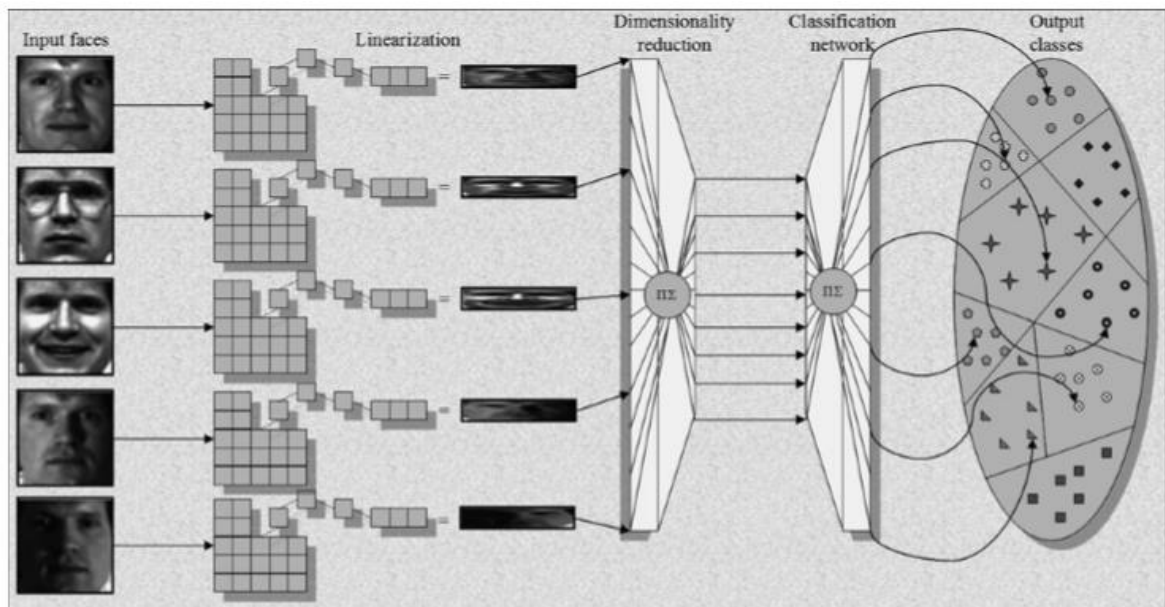 Input faces
Linearization
Dimensionality
reduction
Classification
network
Output
classes
=
=
=
=
=
ΠΣ
ΠΣ